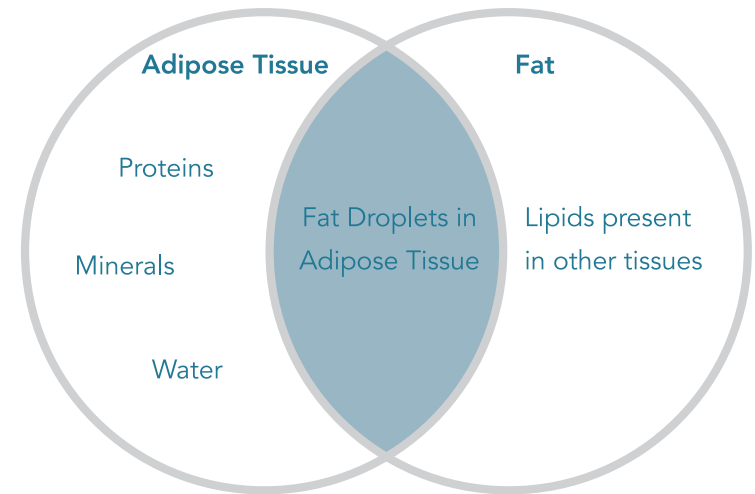 Adipose Tissue
Fat
Proteins
Minerals
Water
Fat Droplets in
Adipose Tissue
Lipids present
in other tissues